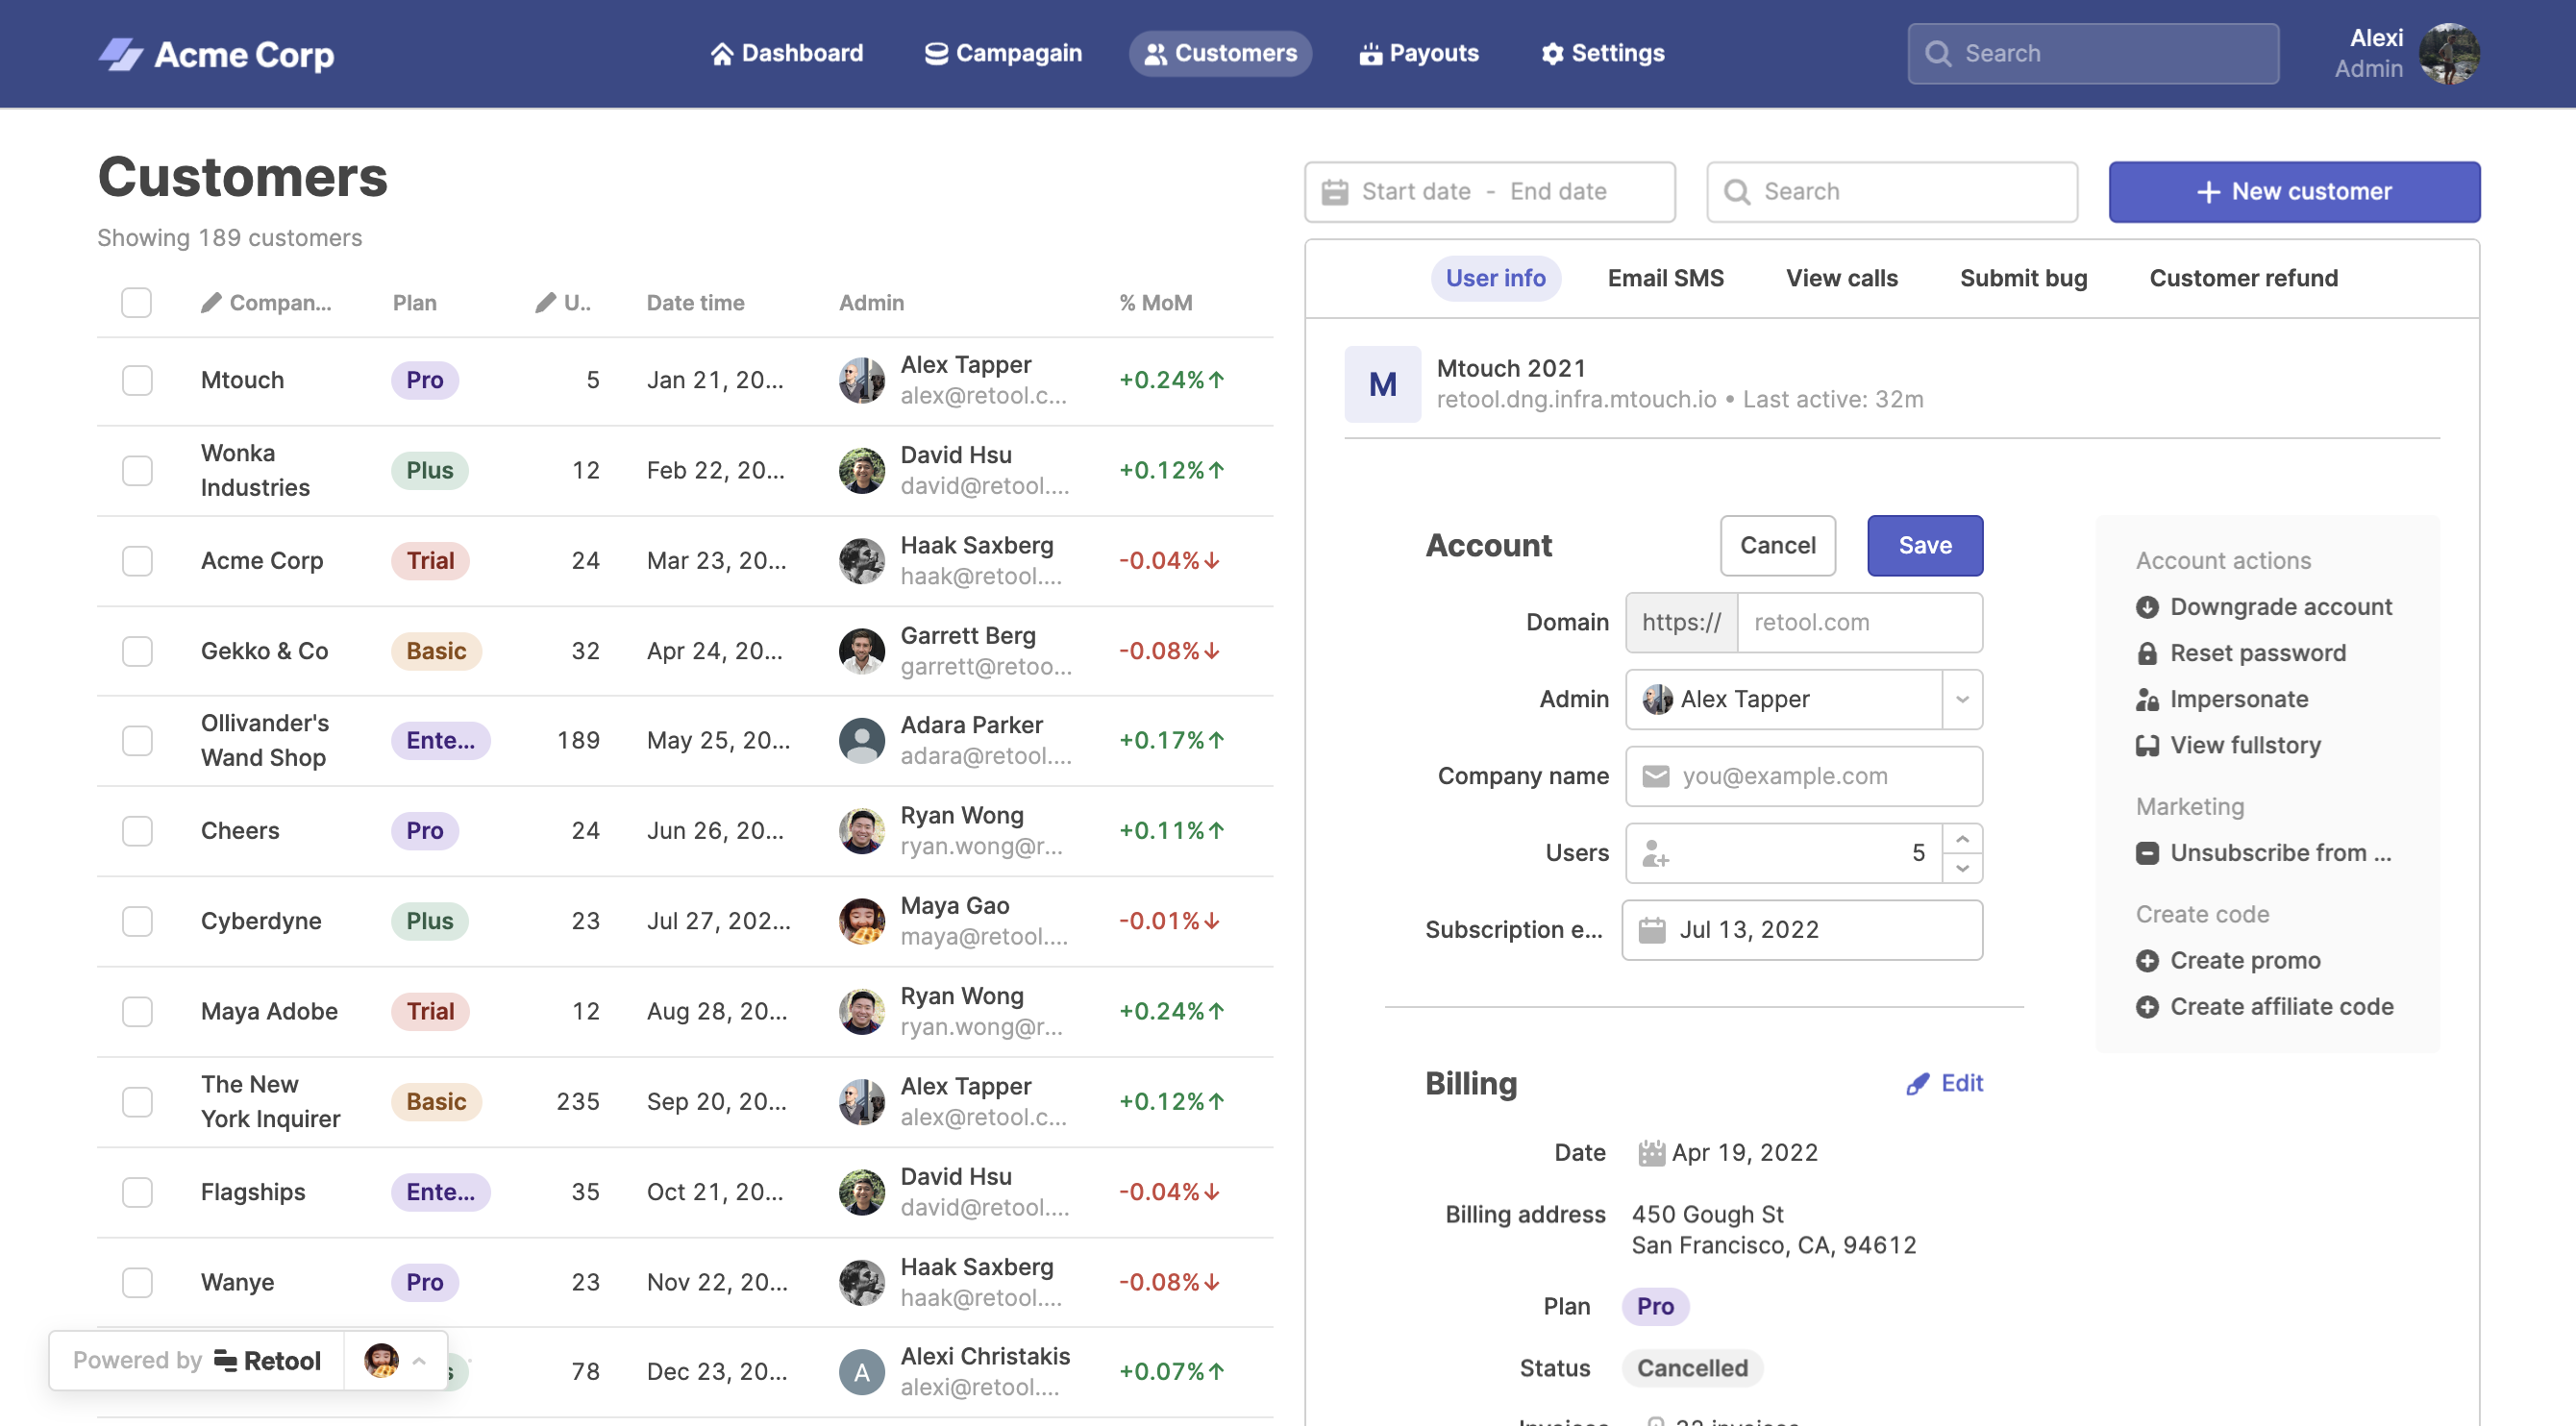 Acme Corp
Dashboard
Campagain
Customers
Payouts
Settings
Search
Alexi
Admin
Customers
Showing 189 customers
Start date - End date
Search
New customer
Compan... Plan U.. Date time Admin % MoM
Mtouch Pro 5 Jan 21, 20... Alex Tapper alex@retool.c... +0.24%↑
Wonka Industries Plus 12 Feb 22, 20... David Hsu david@retool.... +0.12%↑
Acme Corp Trial 24 Mar 23, 20... Haak Saxberg haak@retool.... -0.04%↓
Gekko & Co Basic 32 Apr 24, 20... Garrett Berg garrett@retoo... -0.08%↓
Ollivander's Wand Shop Ente... 189 May 25, 20... Adara Parker adara@retool.... +0.17%↑
Cheers Pro 24 Jun 26, 20... Ryan Wong ryan.wong@r... +0.11%↑
Cyberdyne Plus 23 Jul 27, 202... Maya Gao maya@retool.... -0.01%↓
Maya Adobe Trial 12 Aug 28, 20... Ryan Wong ryan.wong@r... +0.24%↑
The New York Inquirer Basic 235 Sep 20, 20... Alex Tapper alex@retool.c... +0.12%↑
Flagships Ente... 35 Oct 21, 20... David Hsu david@retool.... -0.04%↓
Wanye Pro 23 Nov 22, 20... Haak Saxberg haak@retool.... -0.08%↓
78 Dec 23, 20... A Alexi Christakis alexi@retool.... +0.07%↑
Powered by Retool
User info
Email SMS
View calls
Submit bug
Customer refund
M
Mtouch 2021
retool.dng.infra.mtouch.io • Last active: 32m
Account
Cancel
Save
Domain https:// retool.com
Admin Alex Tapper
Company name you@example.com
Users 5
Subscription e... Jul 13, 2022
Billing
Edit
Date Apr 19, 2022
Billing address 450 Gough St
San Francisco, CA, 94612
Plan Pro
Status Cancelled
Account actions
Downgrade account
Reset password
Impersonate
View fullstory
Marketing
Unsubscribe from ...
Create code
Create promo
Create affiliate code